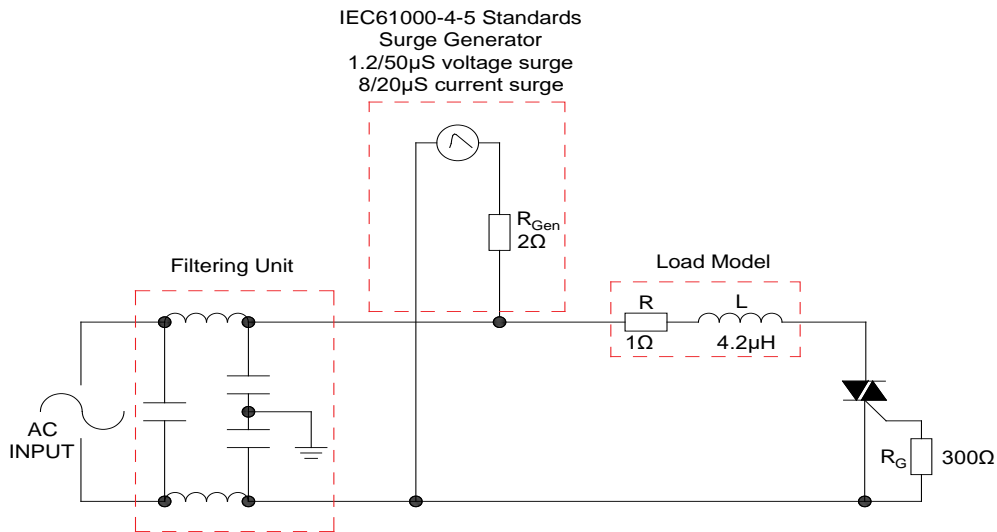 IEC61000-4-5 Standards
Surge Generator
1.2/50µS voltage surge
8/20µS current surge
RGen
2Ω
Filtering Unit
Load Model
R
L
1Ω
4.2µH
AC
INPUT
RG
300Ω